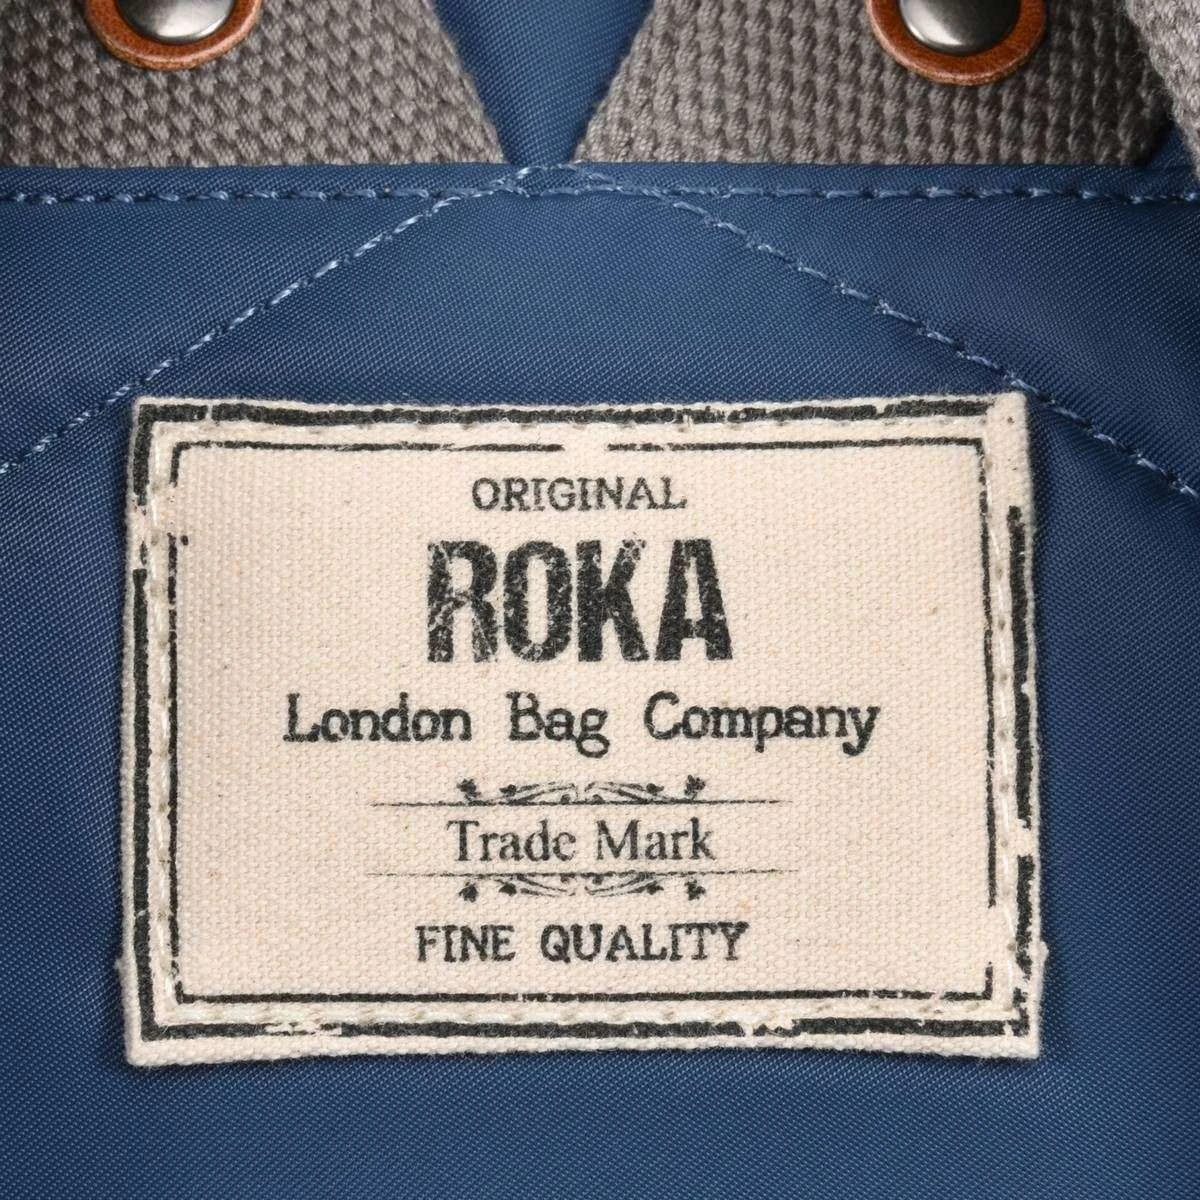 ORIGINAL
ROKA
London Bag Company
Trade Mark
FINE QUALITY